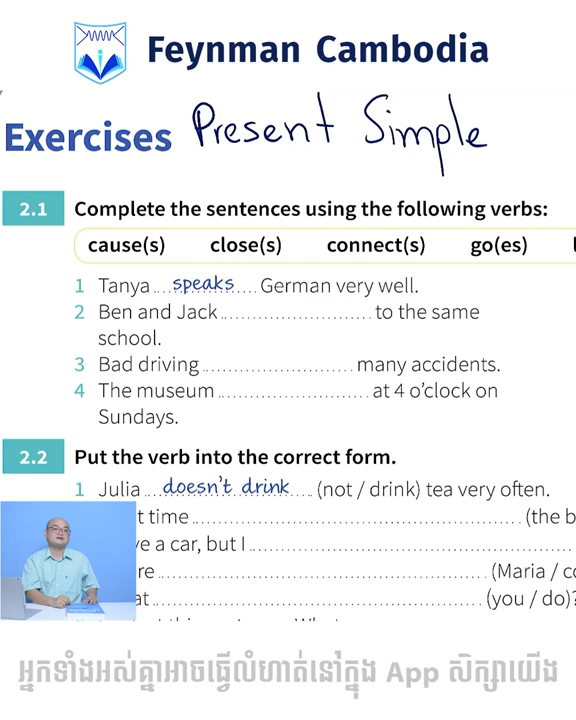 Feynman Cambodia
Exercises Present Simple
2.1 Complete the sentences using the following verbs:
cause(s) close(s) connect(s) go(es)
1 Tanya ...speaks.... German very well.
2 Ben and Jack ............................ to the same
school.
3 Bad driving ............................ many accidents.
4 The museum ............................ at 4 o'clock on
Sundays.
2.2 Put the verb into the correct form.
1 Julia ...doesn't drink.... (not / drink) tea very often.
time ............................ (the
a car, but I ............................
............................ (Maria /
............................ (you / do)?
អ្នកទាំងអស់គ្នាអាចធ្វើលំហាត់នៅក្នុង App សិក្សាយើង